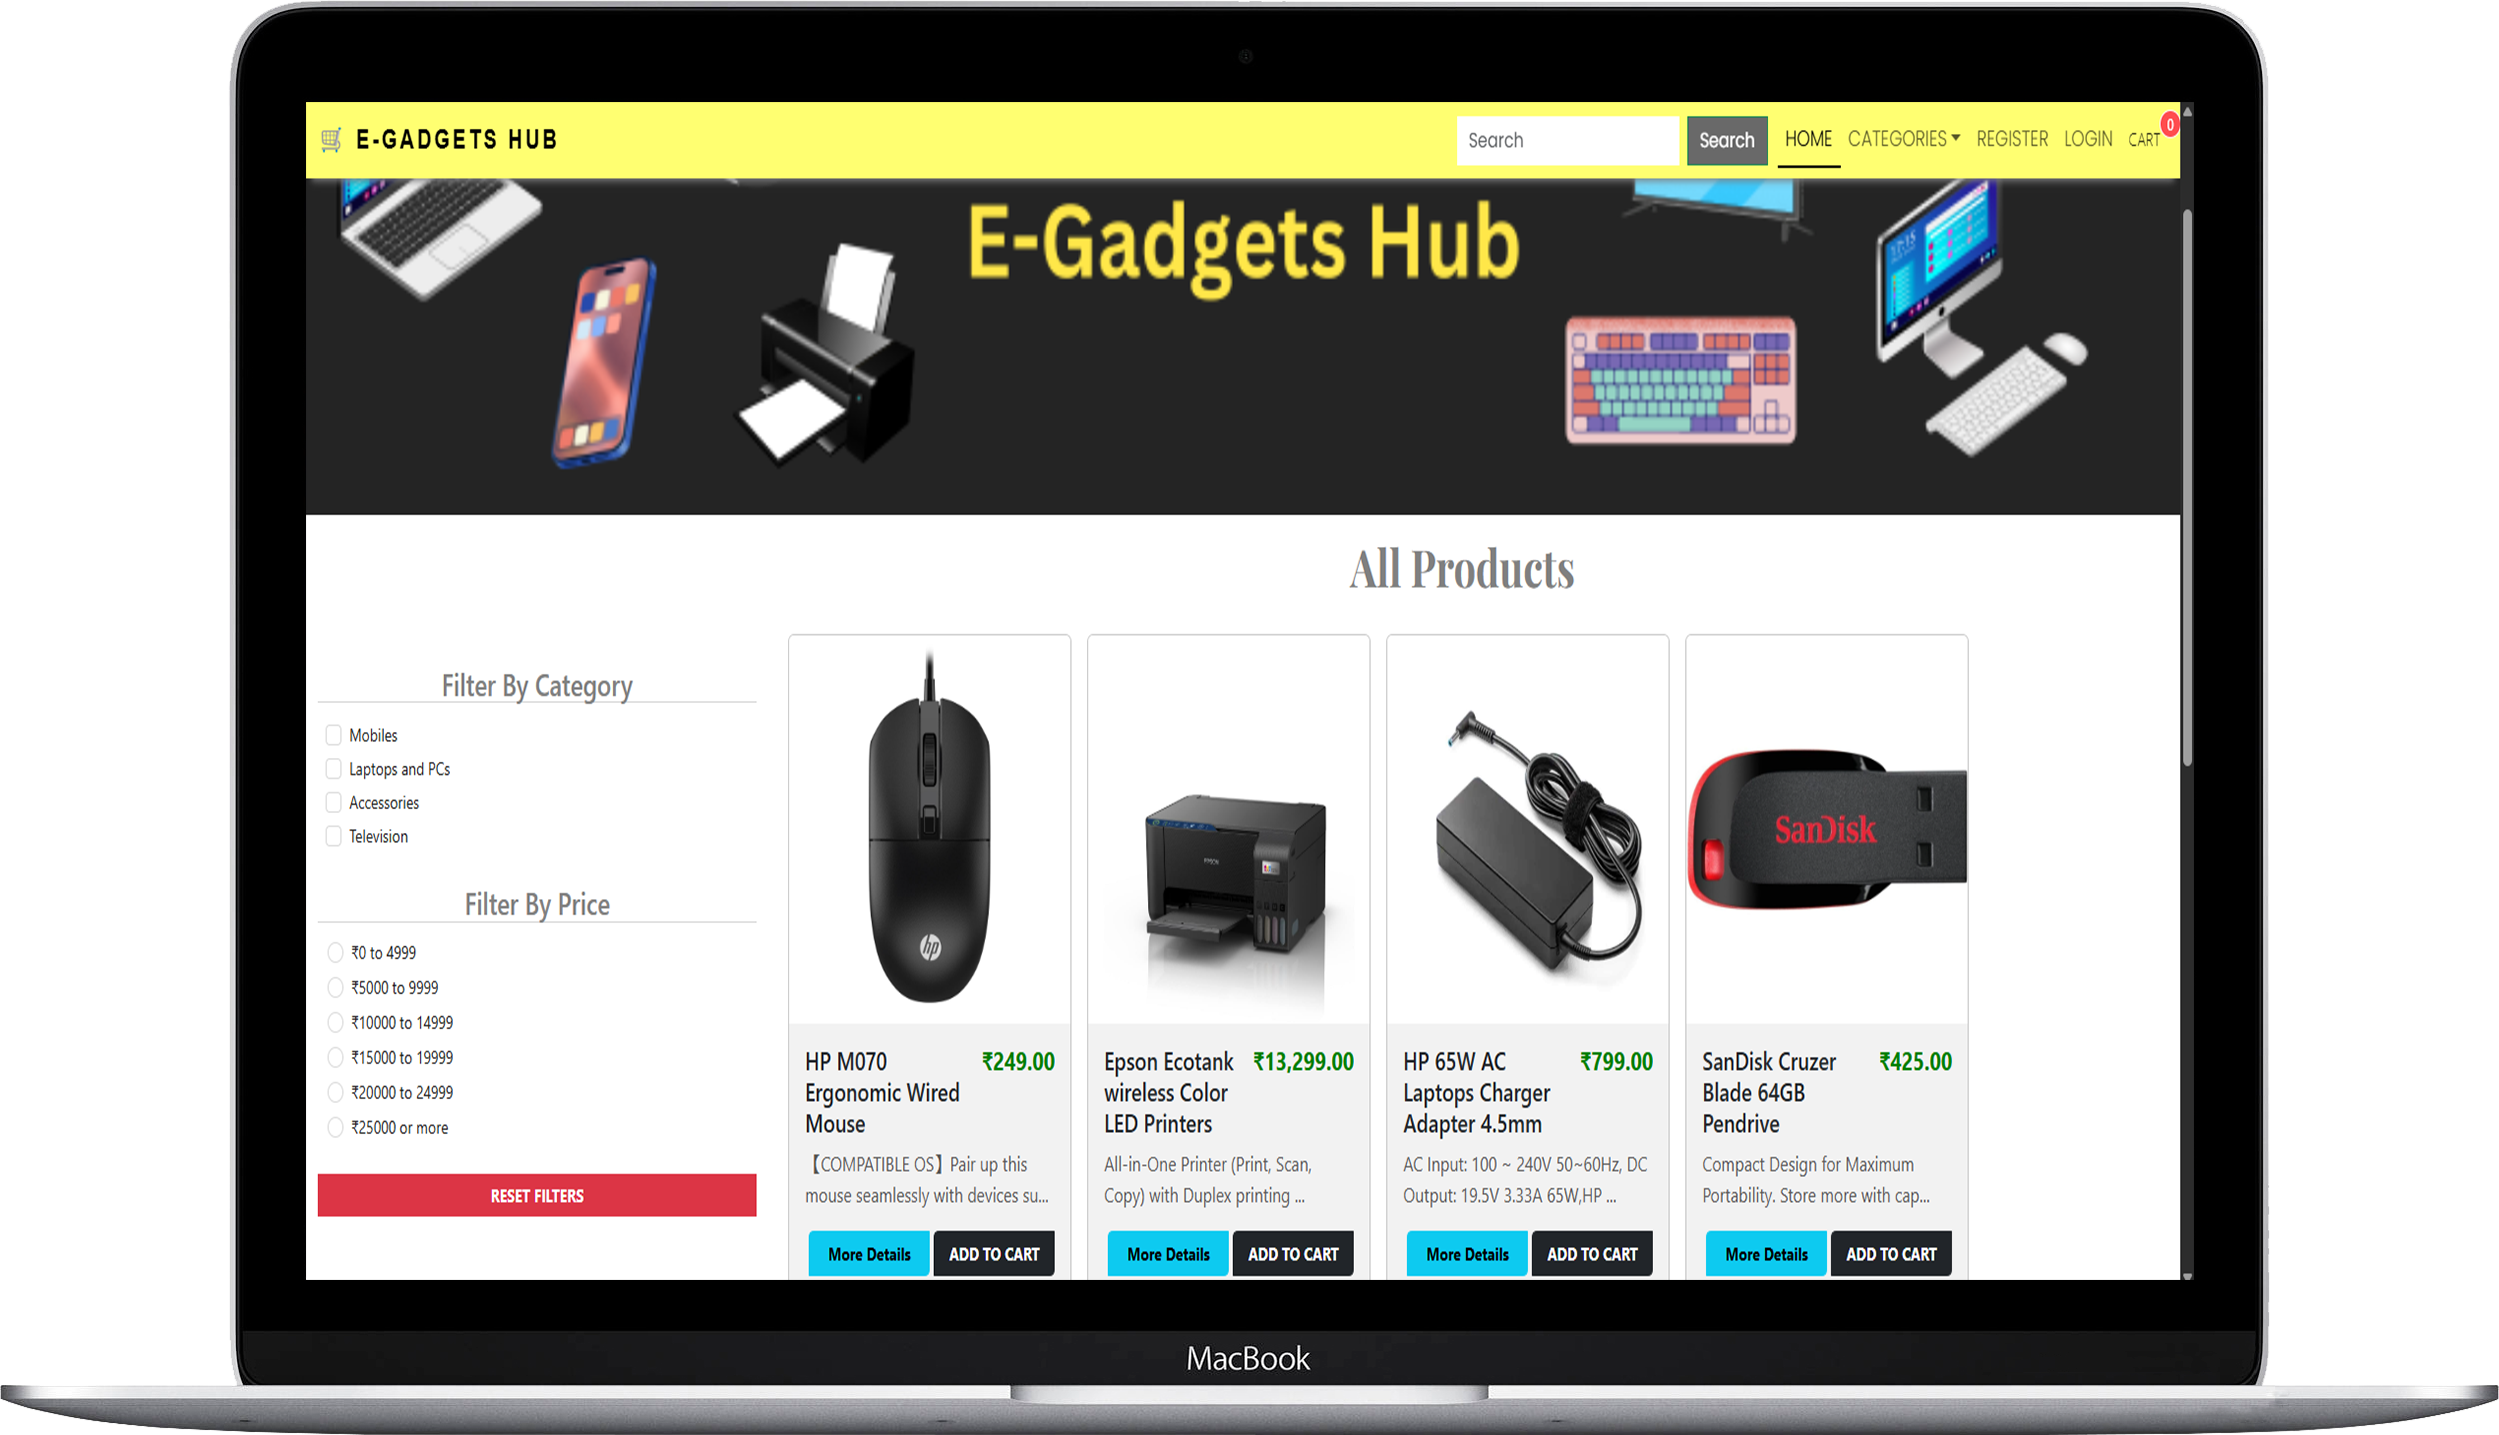 E-GADGETS HUB
Search
Search
HOME
CATEGORIES
REGISTER
LOGIN
CART
0
E-Gadgets Hub
All Products
Filter By Category
Mobiles
Laptops and PCs
Accessories
Television
Filter By Price
₹0 to 4999
₹5000 to 9999
₹10000 to 14999
₹15000 to 19999
₹20000 to 24999
₹25000 or more
RESET FILTERS
hp
HP M070
Ergonomic Wired
Mouse
₹249.00
【COMPATIBLE OS】Pair up this
mouse seamlessly with devices su...
More Details
ADD TO CART
EPSON
Epson Ecotank
wireless Color
LED Printers
₹13,299.00
All-in-One Printer (Print, Scan,
Copy) with Duplex printing ...
More Details
ADD TO CART
HP 65W AC
Laptops Charger
Adapter 4.5mm
₹799.00
AC Input: 100 ~ 240V 50~60Hz, DC
Output: 19.5V 3.33A 65W,HP ...
More Details
ADD TO CART
SanDisk
SanDisk Cruzer
Blade 64GB
Pendrive
₹425.00
Compact Design for Maximum
Portability. Store more with cap...
More Details
ADD TO CART
MacBook